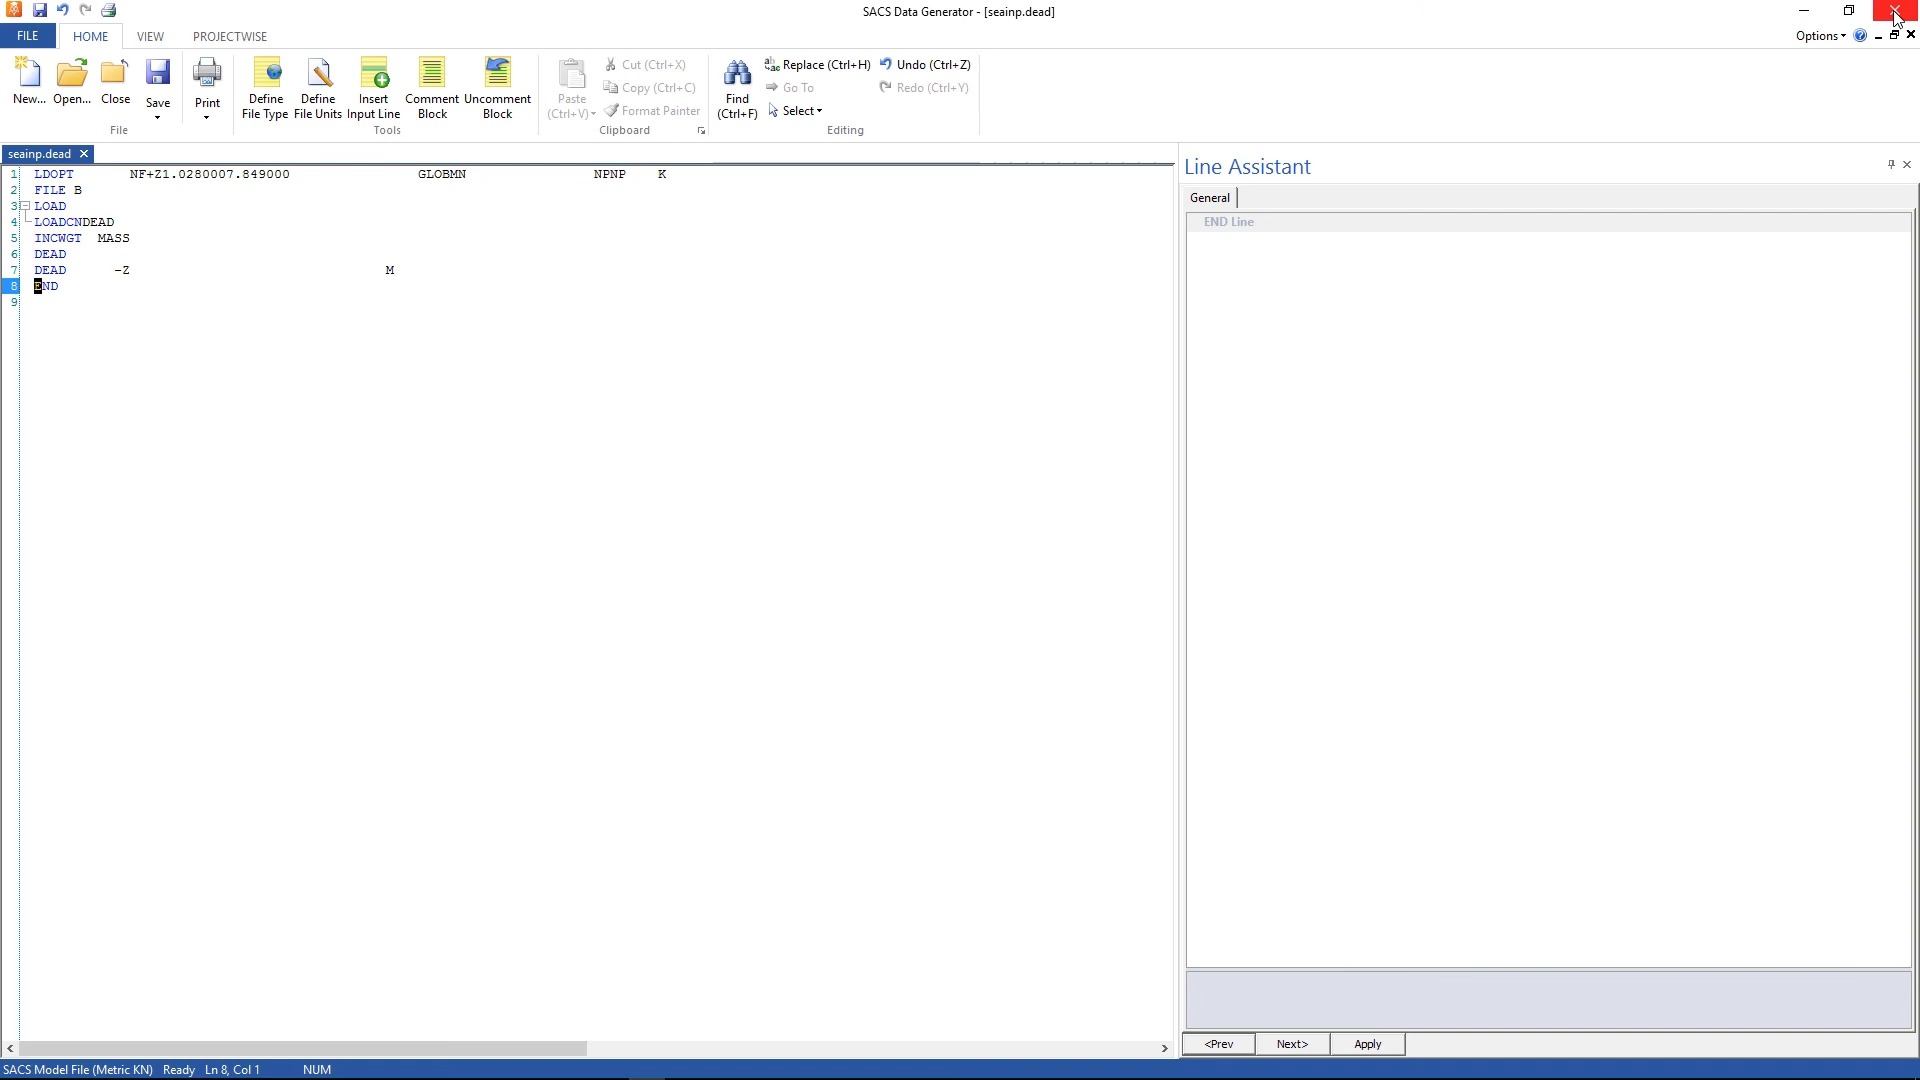 SACS Data Generator - [seainp.dead]
FILE HOME VIEW PROJECTWISE Options
New... Open... Close Save Print
Define File Type
Define File Units
Insert Input Line
Comment Block
Uncomment Block
Paste (Ctrl+V)
Cut (Ctrl+X)
Copy (Ctrl+C)
Format Painter
Find (Ctrl+F)
Replace (Ctrl+H)
Go To
Select
Undo (Ctrl+Z)
Redo (Ctrl+Y)
File Tools Clipboard Editing
seainp.dead
1 LDOPT NF+Z1.0280007.849000 GLOBMN NPNP K
2 FILE B
3 LOAD
4 LOADCNDEAD
5 INCWGT MASS
6 DEAD
7 DEAD -Z M
8 END
9
Line Assistant
General
END Line
<Prev Next> Apply
SACS Model File (Metric KN) Ready Ln 8, Col 1 NUM